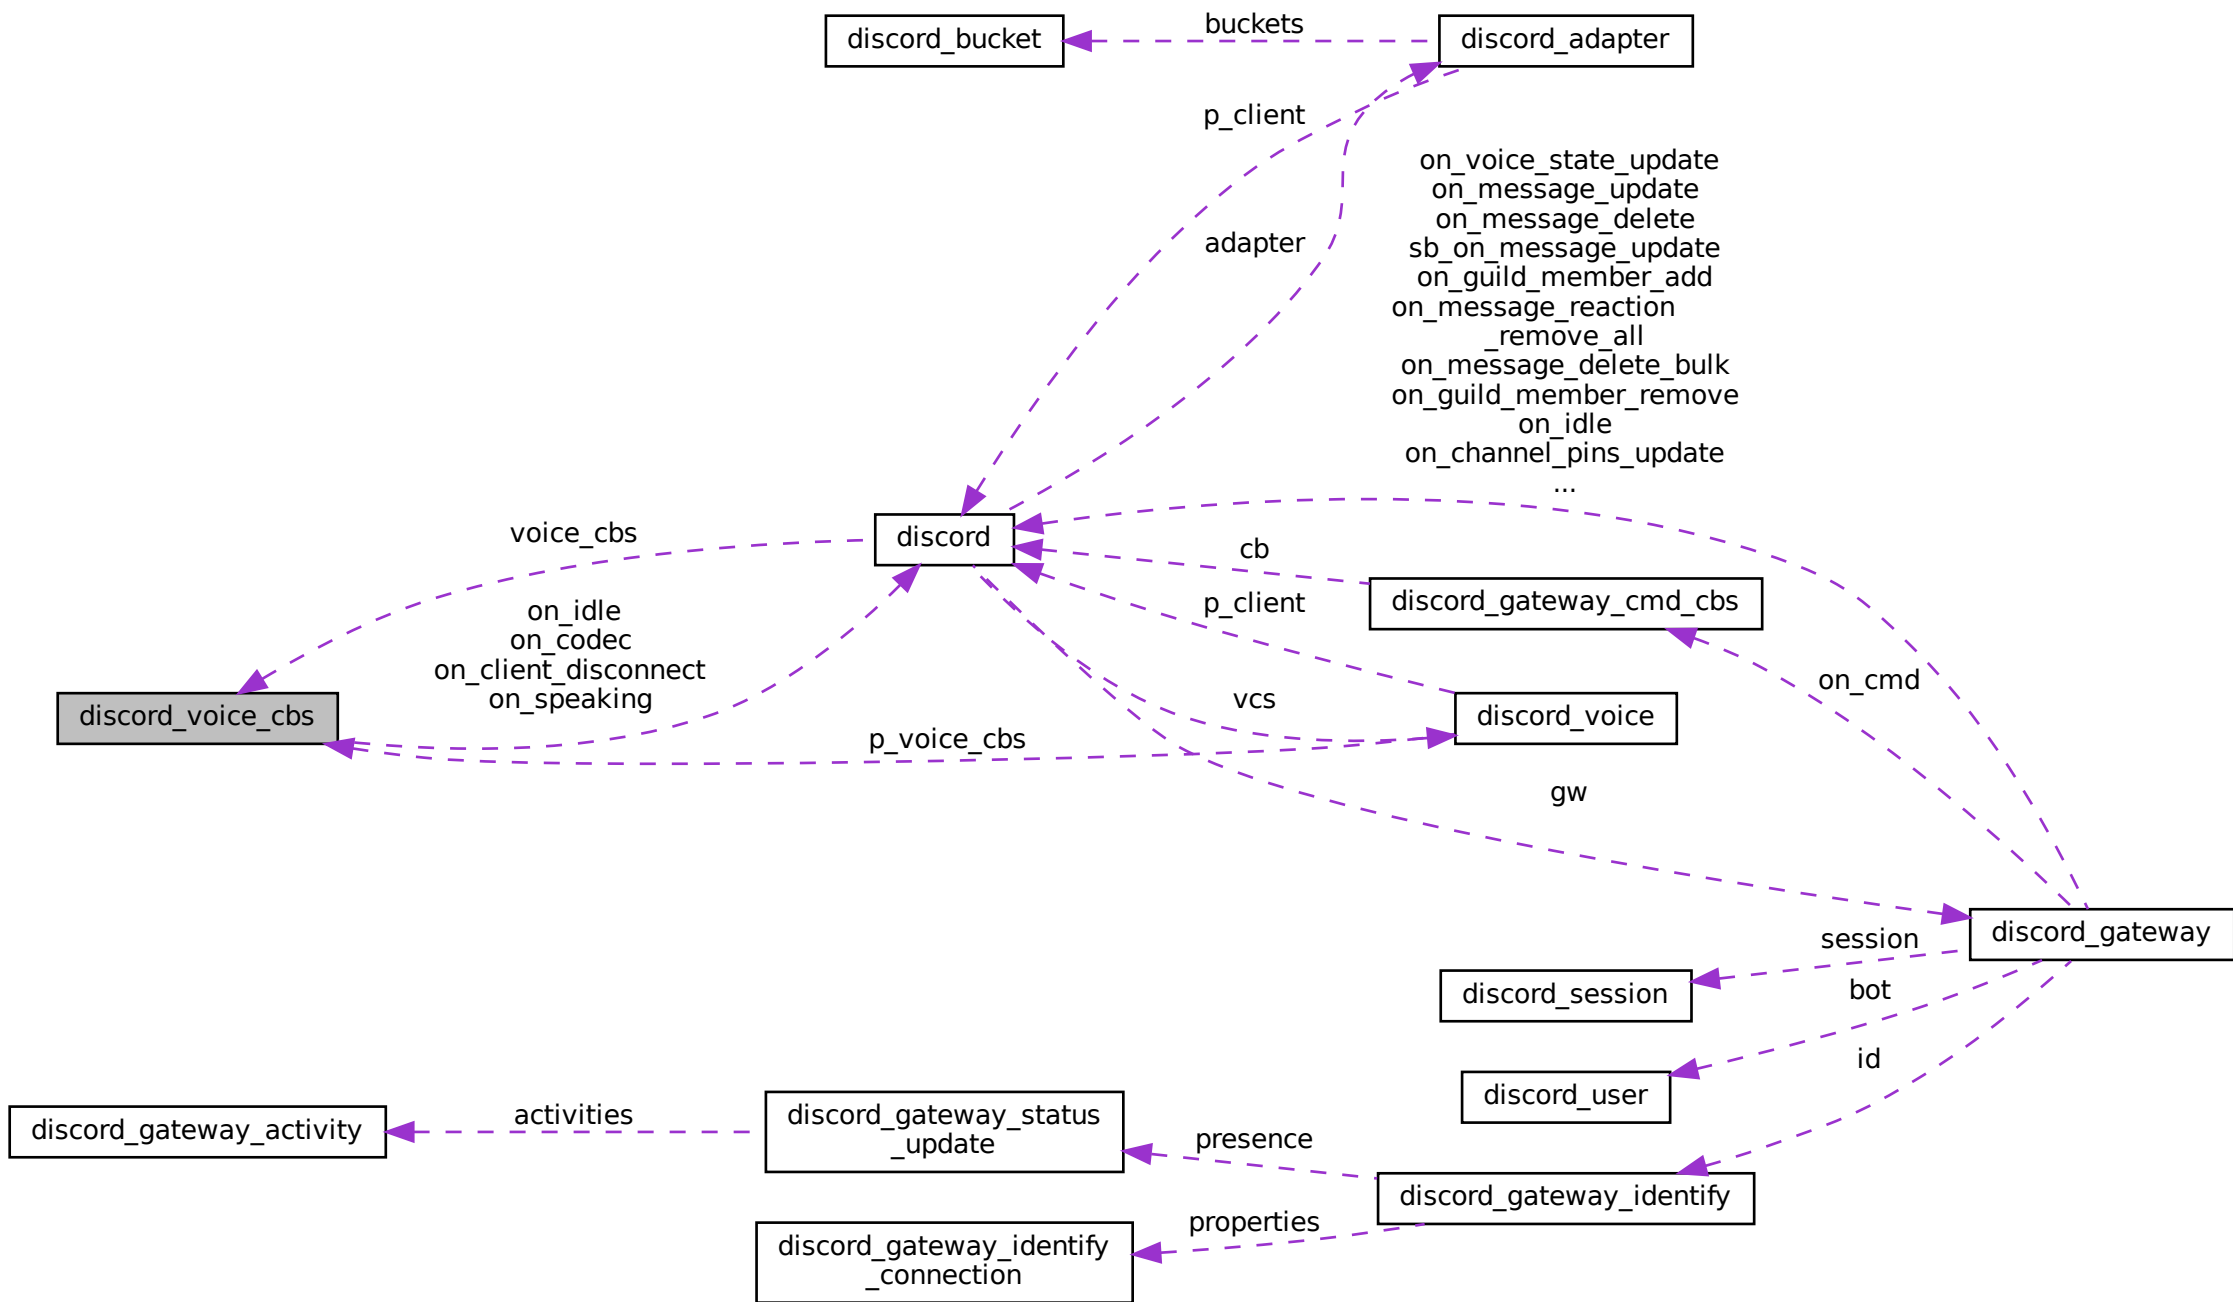 discord_bucket
buckets
discord_adapter
p_client
adapter
on_voice_state_update
on_message_update
on_message_delete
sb_on_message_update
on_guild_member_add
on_message_reaction
_remove_all
on_message_delete_bulk
on_guild_member_remove
on_idle
on_channel_pins_update
...
voice_cbs
discord
cb
discord_gateway_cmd_cbs
p_client
on_idle
on_codec
on_client_disconnect
on_speaking
on_cmd
discord_voice_cbs
vcs
discord_voice
p_voice_cbs
gw
discord_gateway
session
discord_session
bot
discord_user
id
discord_gateway_activity
activities
discord_gateway_status
_update
presence
discord_gateway_identify
properties
discord_gateway_identify
_connection